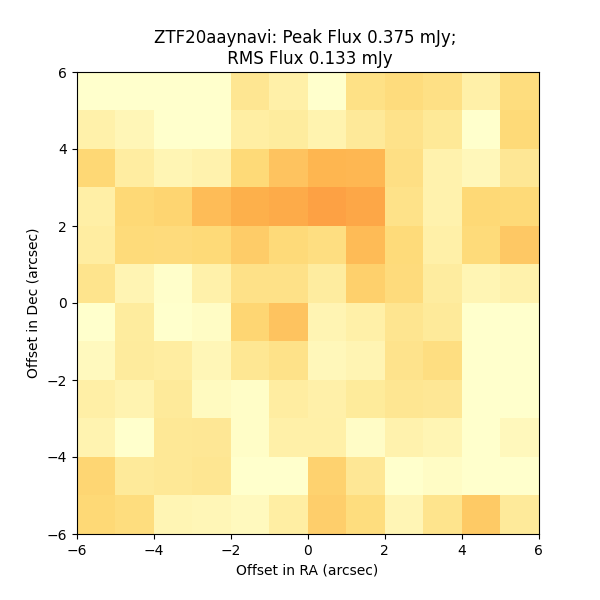 ZTF20aaynavi: Peak Flux 0.375 mJy;
RMS Flux 0.133 mJy
6
4
2
0
−2
−4
−6
Offset in Dec (arcsec)
−6 −4 −2 0 2 4 6
Offset in RA (arcsec)